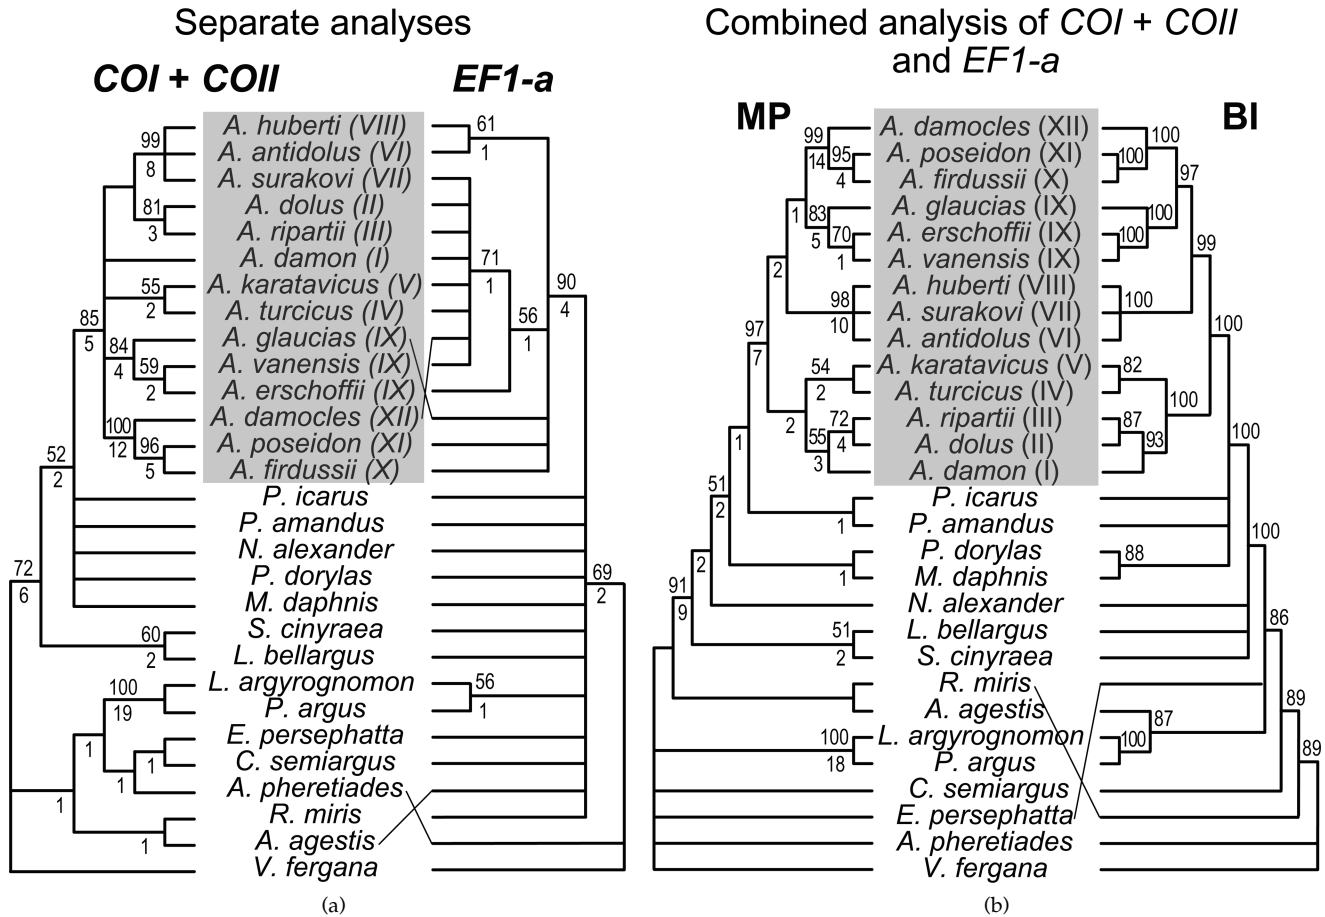 Separate analyses
COI + COII
EF1-a
A. huberti (VIII)
A. antidolus (VI)
A. surakovi (VII)
A. dolus (II)
A. ripartii (III)
A. damon (I)
A. karatavicus (V)
A. turcicus (IV)
A. glaucias (IX)
A. vanensis (IX)
A. erschoffii (IX)
A. damocles (XII)
A. poseidon (XI)
A. firdussii (X)
P. icarus
P. amandus
N. alexander
P. dorylas
M. daphnis
S. cinyraea
L. bellargus
L. argyrognomon
P. argus
E. persephatta
C. semiargus
A. pheretiades
R. miris
A. agestis
V. fergana
99
8
81
3
55
2
85
5
84
4
59
2
100
12
96
5
52
2
72
6
60
2
100
19
1
1
1
1
1
61
1
71
1
56
1
90
4
69
2
56
1
(a)
Combined analysis of COI + COII
and EF1-a
MP
BI
A. damocles (XII)
A. poseidon (XI)
A. firdussii (X)
A. glaucias (IX)
A. erschoffii (IX)
A. vanensis (IX)
A. huberti (VIII)
A. surakovi (VII)
A. antidolus (VI)
A. karatavicus (V)
A. turcicus (IV)
A. ripartii (III)
A. dolus (II)
A. damon (I)
P. icarus
P. amandus
P. dorylas
M. daphnis
N. alexander
L. bellargus
S. cinyraea
R. miris
A. agestis
L. argyrognomon
P. argus
C. semiargus
E. persephatta
A. pheretiades
V. fergana
99
14
95
4
1
83
5
70
1
2
98
10
97
7
54
2
2
72
4
55
3
1
51
2
1
1
2
91
9
51
2
100
18
100
100
97
100
100
99
100
100
82
100
87
93
100
88
100
86
89
87
100
89
(b)